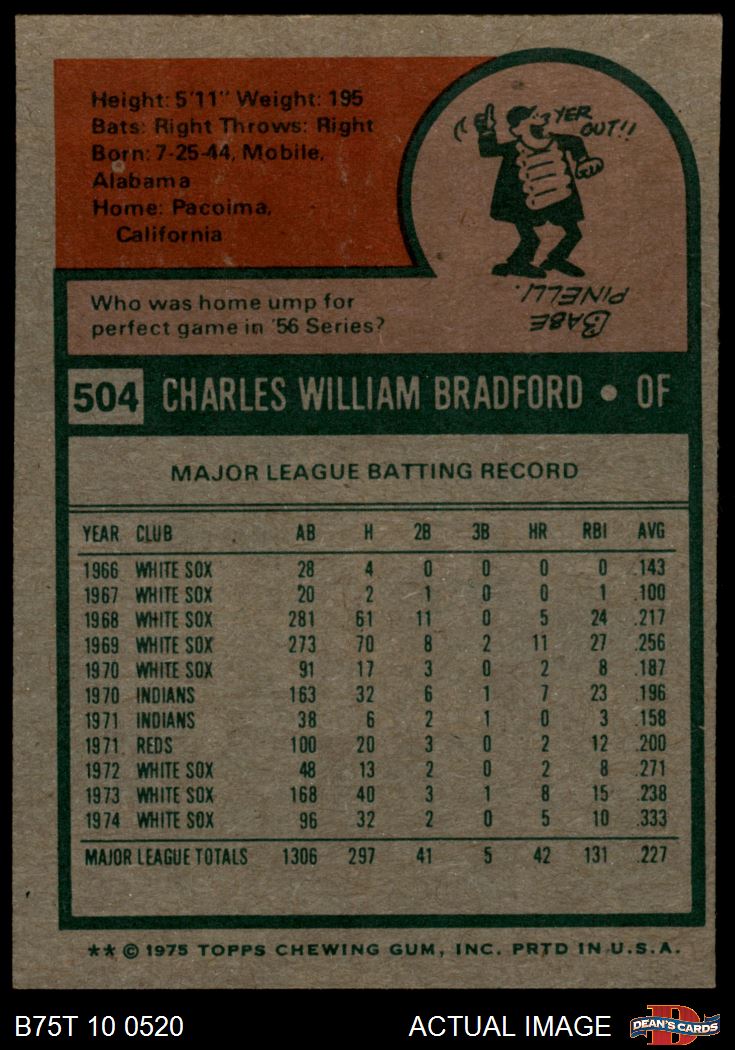 Height: 5'11" Weight: 195
Bats: Right Throws: Right
Born: 7-25-44, Mobile,
Alabama
Home: Pacoima,
California
YER
OUT!!
BABE
PINELLI.
Who was home ump for
perfect game in '56 Series?
504 CHARLES WILLIAM BRADFORD • OF
MAJOR LEAGUE BATTING RECORD
YEAR CLUB AB H 2B 3B HR RBI AVG
1966 WHITE SOX 28 4 0 0 0 0 .143
1967 WHITE SOX 20 2 1 0 0 1 .100
1968 WHITE SOX 281 61 11 0 5 24 .217
1969 WHITE SOX 273 70 8 2 11 27 .256
1970 WHITE SOX 91 17 3 0 2 8 .187
1970 INDIANS 163 32 6 1 7 23 .196
1971 INDIANS 38 6 2 1 0 3 .158
1971 REDS 100 20 3 0 2 12 .200
1972 WHITE SOX 48 13 2 0 2 8 .271
1973 WHITE SOX 168 40 3 1 8 15 .238
1974 WHITE SOX 96 32 2 0 5 10 .333
MAJOR LEAGUE TOTALS 1306 297 41 5 42 131 .227
** © 1975 TOPPS CHEWING GUM, INC. PRTD IN U.S.A.
B75T 10 0520 ACTUAL IMAGE D DEAN'S CARDS